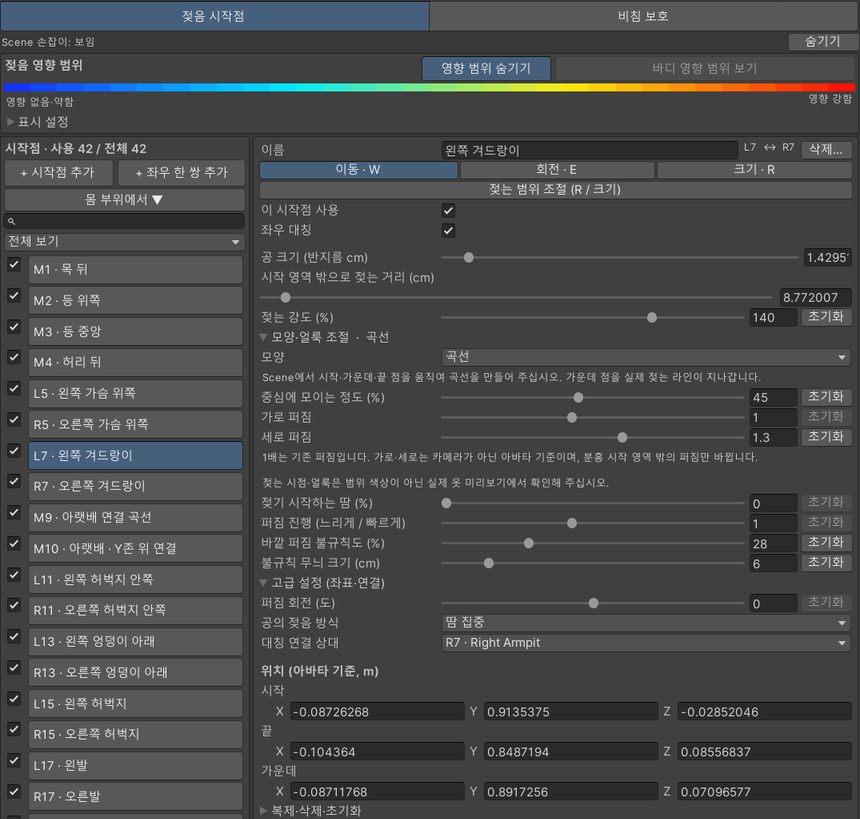 젖음 시작점
비침 보호
Scene 손잡이: 보임
숨기기
젖음 영향 범위
영향 범위 숨기기
바디 영향 범위 보기
영향 없음·약함
영향 강함
표시 설정
시작점 · 사용 42 / 전체 42
+ 시작점 추가
+ 좌우 한 쌍 추가
몸 부위에서 ▼
전체 보기
M1 · 목 뒤
M2 · 등 위쪽
M3 · 등 중앙
M4 · 허리 뒤
L5 · 왼쪽 가슴 위쪽
R5 · 오른쪽 가슴 위쪽
L7 · 왼쪽 겨드랑이
R7 · 오른쪽 겨드랑이
M9 · 아랫배 연결 곡선
M10 · 아랫배 · Y존 위 연결
L11 · 왼쪽 허벅지 안쪽
R11 · 오른쪽 허벅지 안쪽
L13 · 왼쪽 엉덩이 아래
R13 · 오른쪽 엉덩이 아래
L15 · 왼쪽 허벅지
R15 · 오른쪽 허벅지
L17 · 왼발
R17 · 오른발
이름
왼쪽 겨드랑이
L7 ↔ R7
삭제...
이동 · W
회전 · E
크기 · R
젖는 범위 조절 (R / 크기)
이 시작점 사용
좌우 대칭
공 크기 (반지름 cm)
1.4295
시작 영역 밖으로 젖는 거리 (cm)
8.772007
젖는 강도 (%)
140
초기화
모양·얼룩 조절 · 곡선
모양
곡선
Scene에서 시작·가운데·끝 점을 움직여 곡선을 만들어 주십시오. 가운데 점을 실제 젖는 라인이 지나갑니다.
중심에 모이는 정도 (%)
45
초기화
가로 퍼짐
1
초기화
세로 퍼짐
1.3
초기화
1배는 기존 퍼짐입니다. 가로·세로는 카메라가 아닌 아바타 기준이며, 분홍 시작 영역 밖의 퍼짐만 바뀝니다.
젖는 시점·얼룩은 범위 색상이 아닌 실제 옷 미리보기에서 확인해 주십시오.
젖기 시작하는 땀 (%)
0
초기화
퍼짐 진행 (느리게 / 빠르게)
1
초기화
바깥 퍼짐 불규칙도 (%)
28
초기화
불규칙 무늬 크기 (cm)
6
초기화
고급 설정 (좌표·연결)
퍼짐 회전 (도)
0
초기화
공의 젖음 방식
땀 집중
대칭 연결 상대
R7 · Right Armpit
위치 (아바타 기준, m)
시작
X -0.08726268 Y 0.9135375 Z -0.02852046
끝
X -0.104364 Y 0.8487194 Z 0.08556837
가운데
X -0.08711768 Y 0.8917256 Z 0.07096577
복제·삭제·초기화